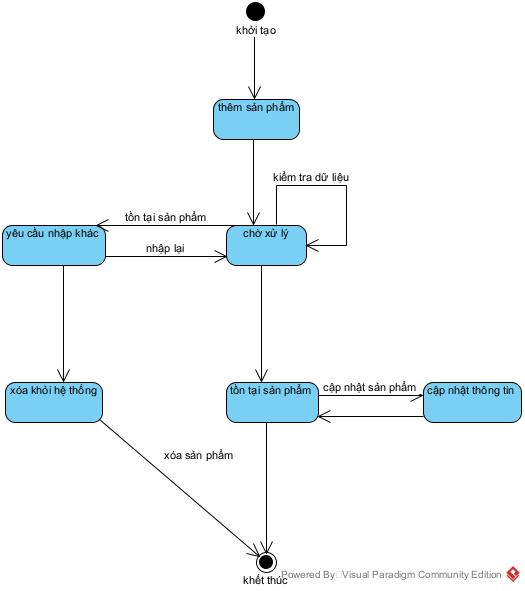 khởi tạo
thêm sản phẩm
kiểm tra dữ liệu
tồn tại sản phẩm
yêu cầu nhập khác
chờ xử lý
nhập lại
xóa khỏi hệ thống
tồn tại sản phẩm
cập nhật sản phẩm
cập nhật thông tin
xóa sản phẩm
Powered By Visual Paradigm Community Edition
khết thúc